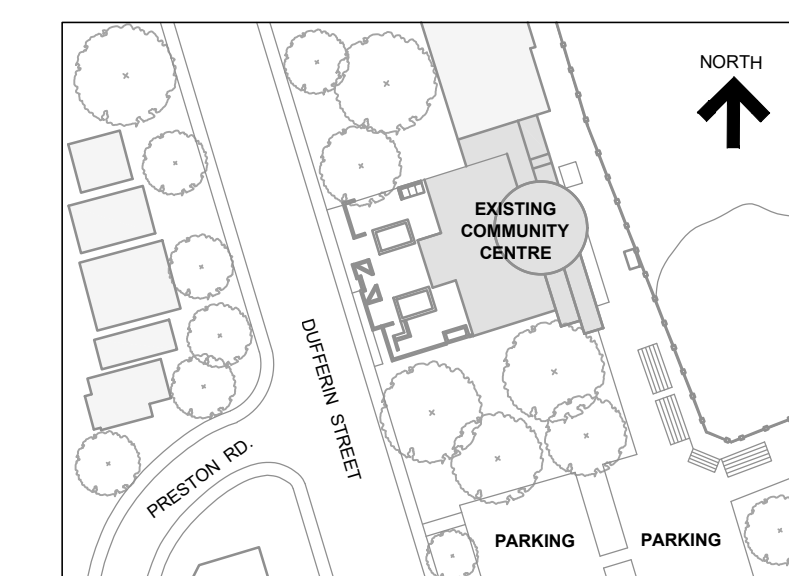 NORTH
EXISTING
COMMUNITY
CENTRE
DUFFERIN STREET
PRESTON RD.
PARKING
PARKING